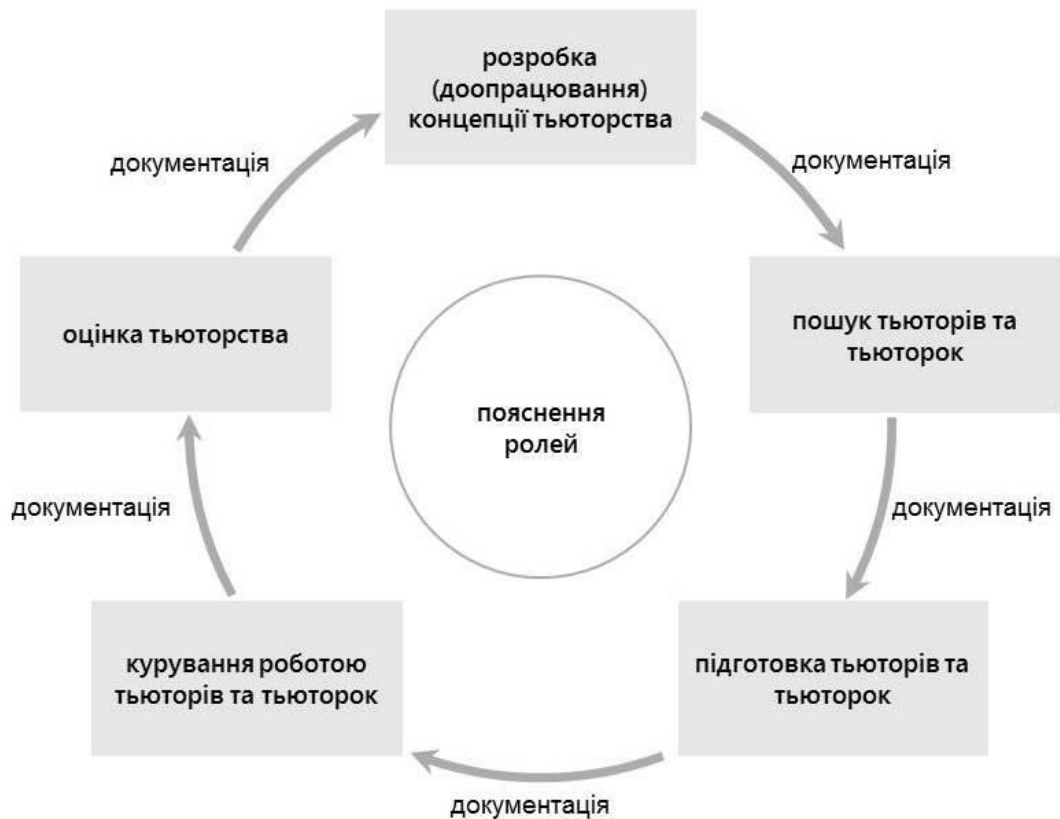 розробка
(доопрацювання)
концепції тьюторства
документація
документація
оцінка тьюторства
пошук тьюторів та
тьюторок
пояснення
ролей
документація
документація
курування роботою
тьюторів та тьюторок
підготовка тьюторів та
тьюторок
документація